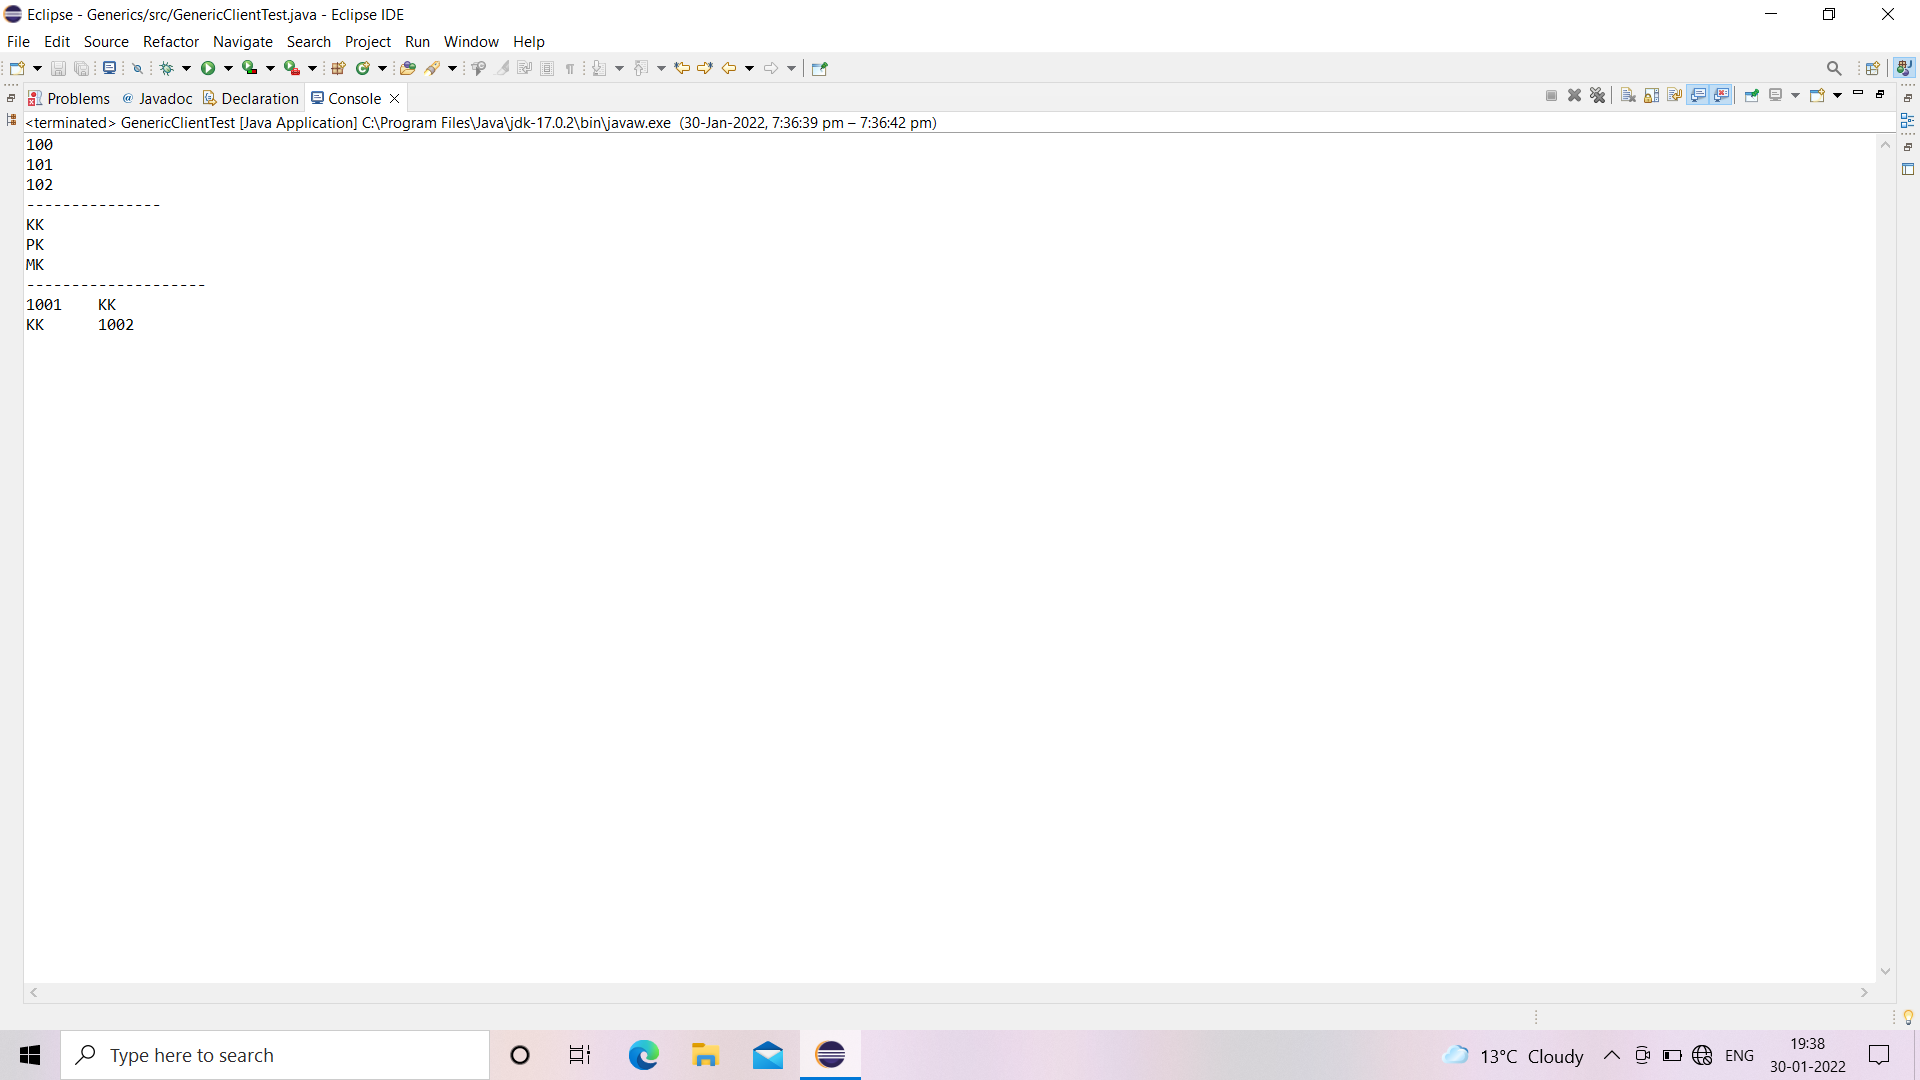 Eclipse - Generics/src/GenericClientTest.java - Eclipse IDE
File Edit Source Refactor Navigate Search Project Run Window Help
Problems @ Javadoc Declaration Console
<terminated> GenericClientTest [Java Application] C:\Program Files\Java\jdk-17.0.2\bin\javaw.exe (30-Jan-2022, 7:36:39 pm – 7:36:42 pm)
100
101
102
---------------
KK
PK
MK
--------------------
1001 KK
KK 1002
Type here to search
13°C Cloudy
ENG
19:38
30-01-2022